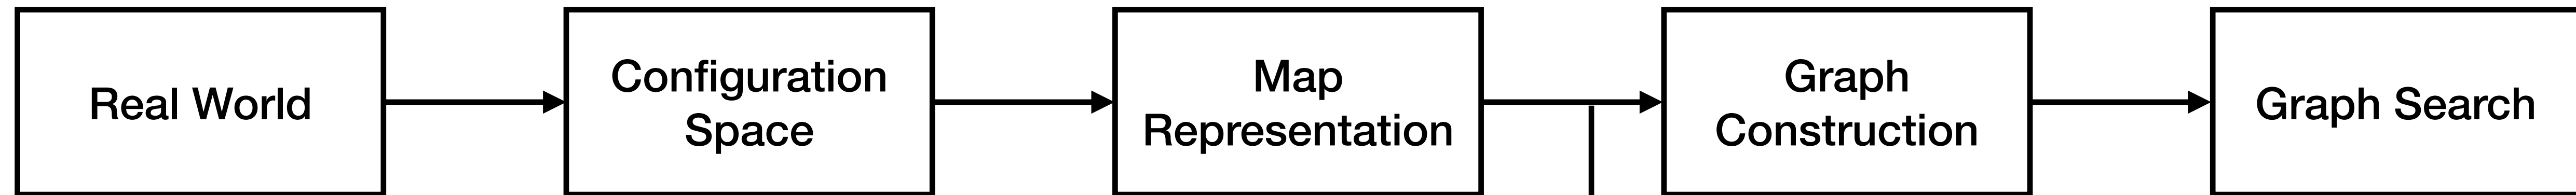 Real World
Configuration
Space
Map
Representation
Graph
Construction
Graph Search